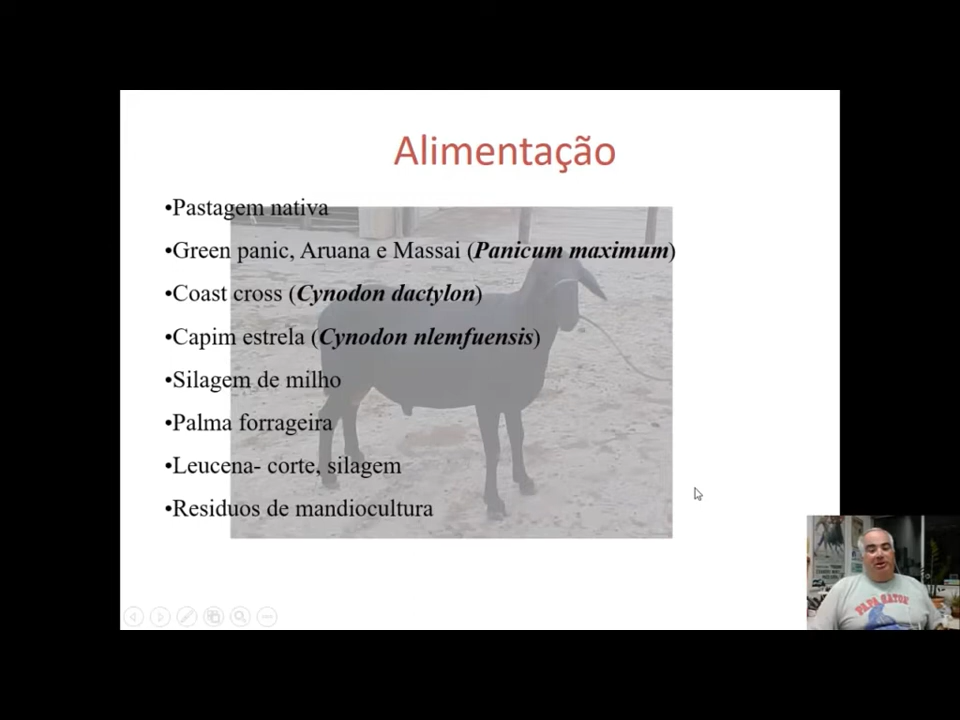 Alimentação
•Pastagem nativa
•Green panic, Aruana e Massai (Panicum maximum)
•Coast cross (Cynodon dactylon)
•Capim estrela (Cynodon nlemfuensis)
•Silagem de milho
•Palma forrageira
•Leucena- corte, silagem
•Residuos de mandiocultura